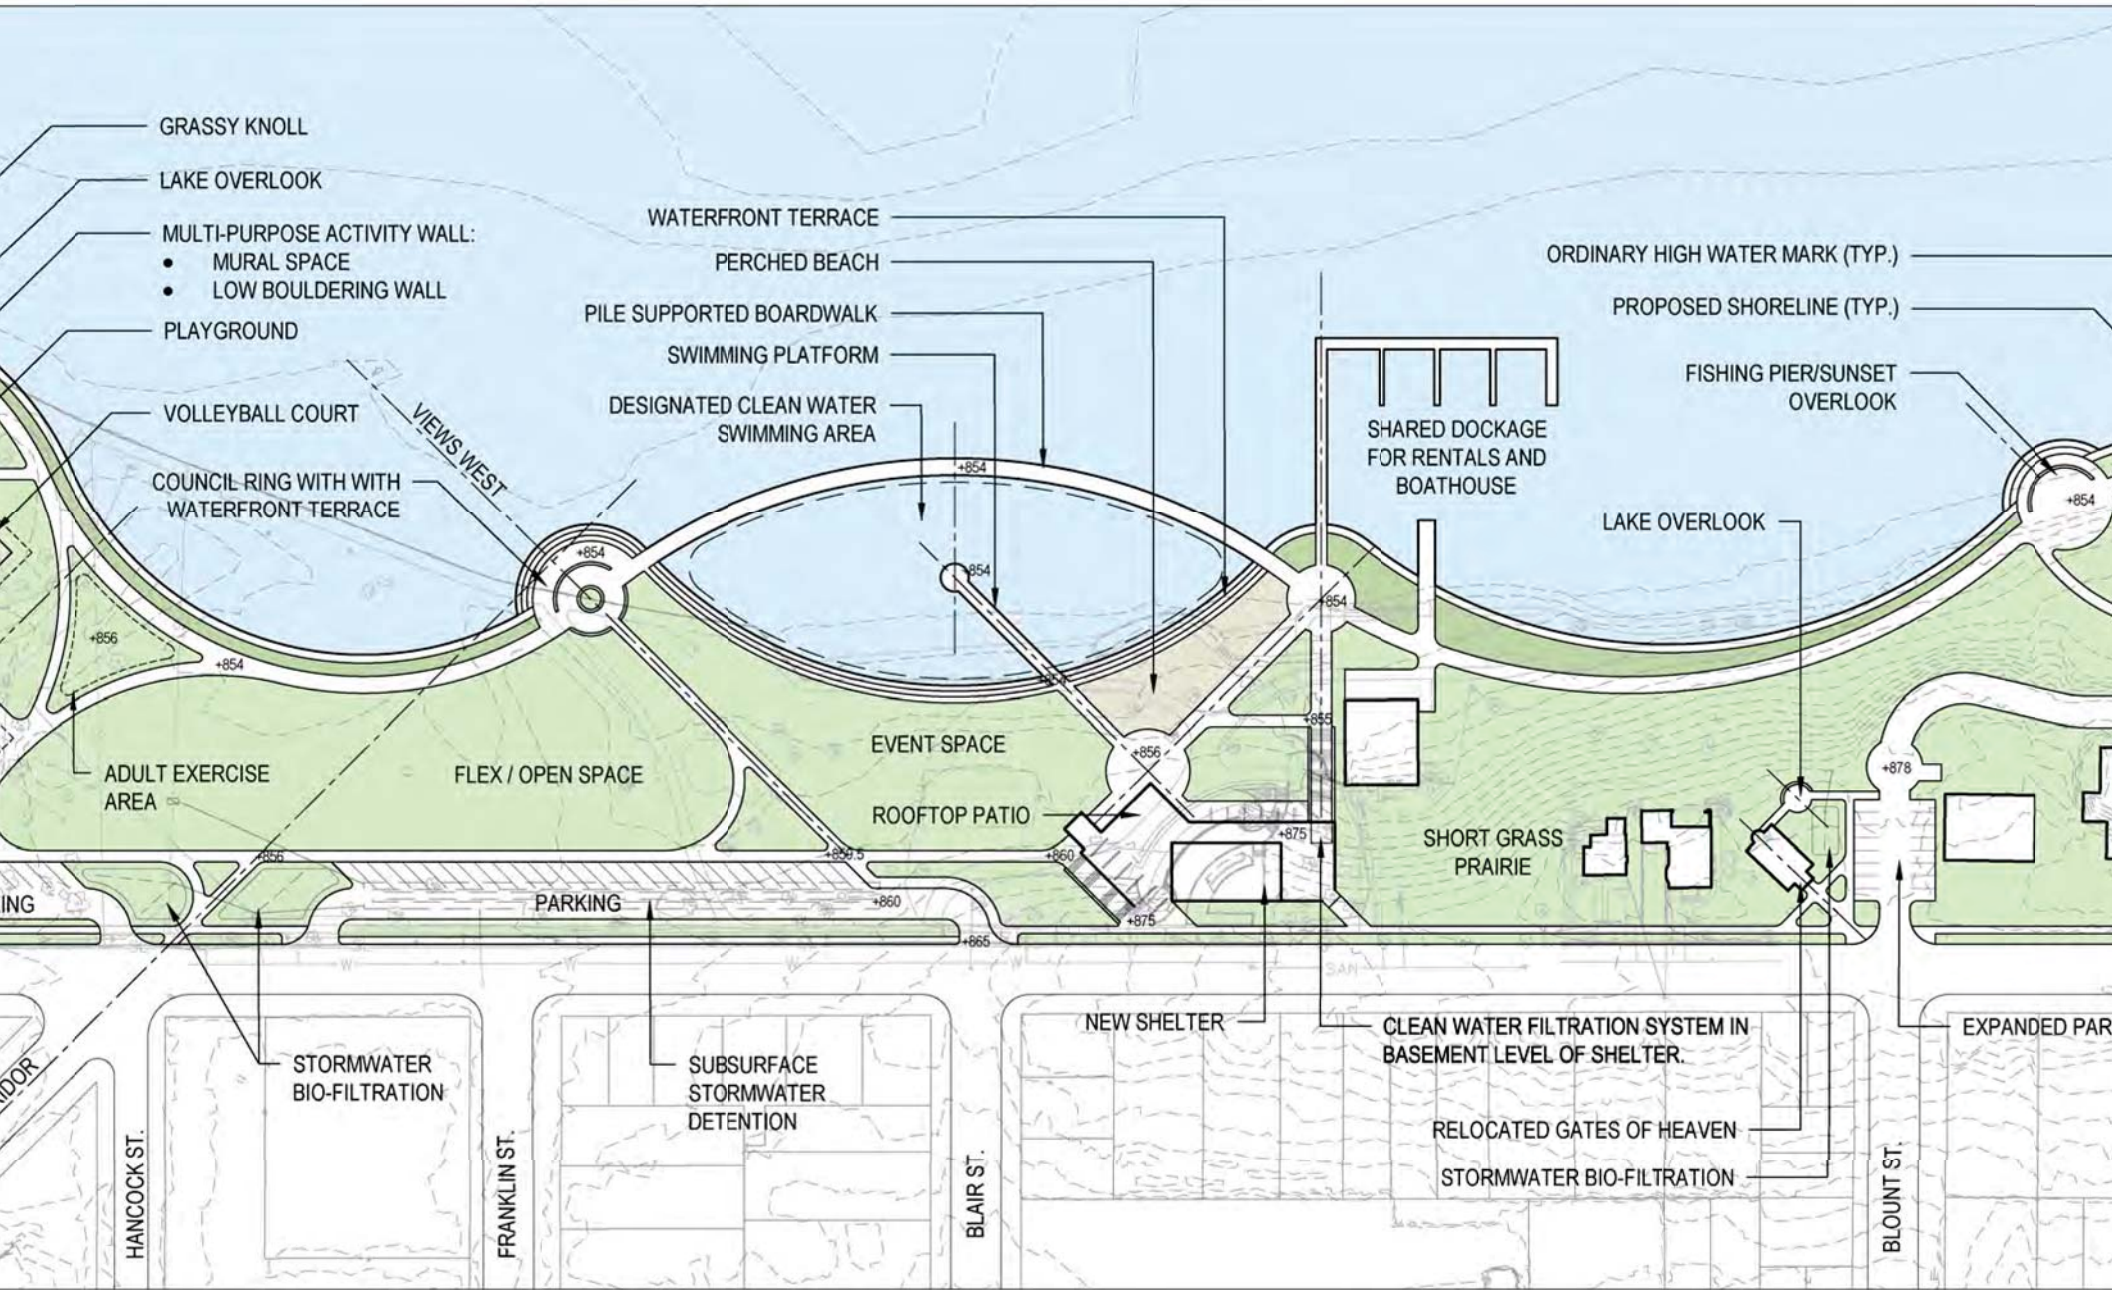 GRASSY KNOLL
LAKE OVERLOOK
MULTI-PURPOSE ACTIVITY WALL:
• MURAL SPACE
• LOW BOULDERING WALL
PLAYGROUND
VOLLEYBALL COURT
COUNCIL RING WITH WITH
WATERFRONT TERRACE
VIEWS WEST
WATERFRONT TERRACE
PERCHED BEACH
PILE SUPPORTED BOARDWALK
SWIMMING PLATFORM
DESIGNATED CLEAN WATER
SWIMMING AREA
SHARED DOCKAGE
FOR RENTALS AND
BOATHOUSE
ORDINARY HIGH WATER MARK (TYP.)
PROPOSED SHORELINE (TYP.)
FISHING PIER/SUNSET
OVERLOOK
LAKE OVERLOOK
+854
+854
+854
+854
+854
+856
+854
+855
+856
+878
ADULT EXERCISE
AREA
FLEX / OPEN SPACE
EVENT SPACE
ROOFTOP PATIO
SHORT GRASS
PRAIRIE
+856
+859.5
+860
+875
ING
PARKING
+860
+875
+865
W
W
W
W
SAN
NEW SHELTER
CLEAN WATER FILTRATION SYSTEM IN
BASEMENT LEVEL OF SHELTER.
EXPANDED PAR
STORMWATER
BIO-FILTRATION
SUBSURFACE
STORMWATER
DETENTION
RELOCATED GATES OF HEAVEN
STORMWATER BIO-FILTRATION
IDOR
HANCOCK ST.
FRANKLIN ST.
BLAIR ST.
BLOUNT ST.